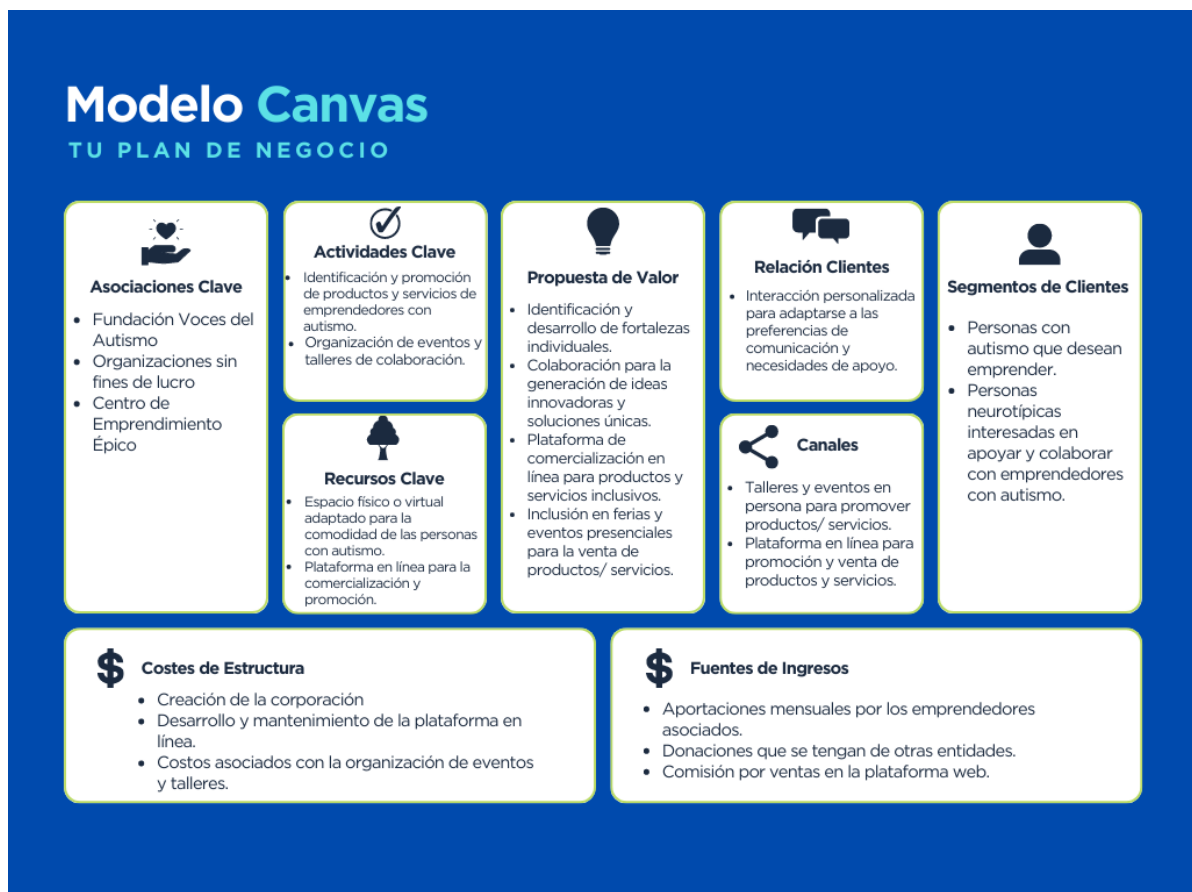 Modelo Canvas
TU PLAN DE NEGOCIO
Asociaciones Clave
• Fundación Voces del
Autismo
• Organizaciones sin
fines de lucro
• Centro de
Emprendimiento
Épico
Actividades Clave
• Identificación y promoción
de productos y servicios de
emprendedores con
autismo.
• Organización de eventos y
talleres de colaboración.
Recursos Clave
• Espacio físico o virtual
adaptado para la
comodidad de las personas
con autismo.
• Plataforma en línea para la
comercialización y
promoción.
Propuesta de Valor
• Identificación y
desarrollo de fortalezas
individuales.
• Colaboración para la
generación de ideas
innovadoras y
soluciones únicas.
• Plataforma de
comercialización en
línea para productos y
servicios inclusivos.
• Inclusión en ferias y
eventos presenciales
para la venta de
productos/ servicios.
Relación Clientes
• Interacción personalizada
para adaptarse a las
preferencias de
comunicación y
necesidades de apoyo.
Canales
• Talleres y eventos en
persona para promover
productos/ servicios.
• Plataforma en línea para
promoción y venta de
productos y servicios.
Segmentos de Clientes
• Personas con
autismo que desean
emprender.
• Personas
neurotípicas
interesadas en
apoyar y colaborar
con emprendedores
con autismo.
$ Costes de Estructura
• Creación de la corporación
• Desarrollo y mantenimiento de la plataforma en
línea.
• Costos asociados con la organización de eventos
y talleres.
$ Fuentes de Ingresos
• Aportaciones mensuales por los emprendedores
asociados.
• Donaciones que se tengan de otras entidades.
• Comisión por ventas en la plataforma web.